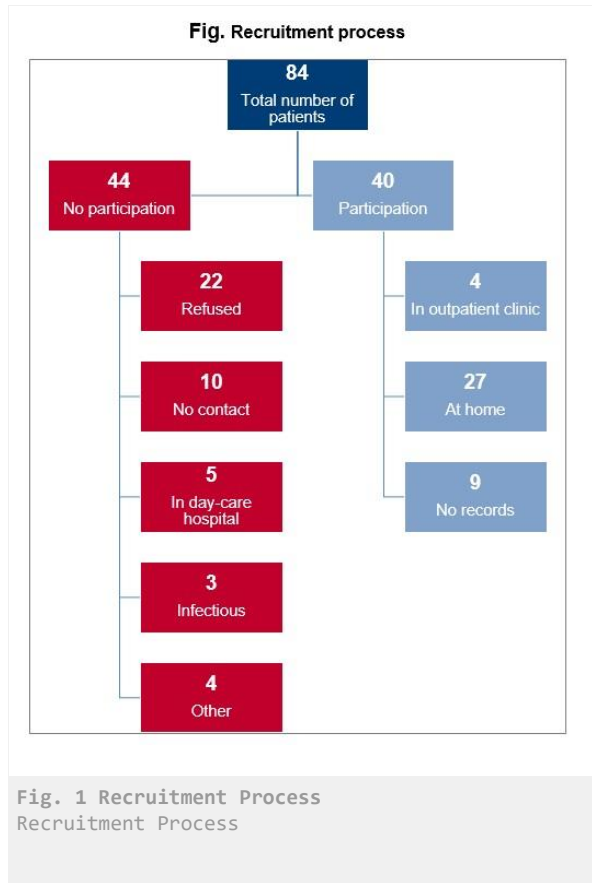 Fig. Recruitment process
84
Total number of
patients
44
No participation
40
Participation
22
Refused
4
In outpatient clinic
10
No contact
27
At home
5
In day-care
hospital
9
No records
3
Infectious
4
Other
Fig. 1 Recruitment Process
Recruitment Process